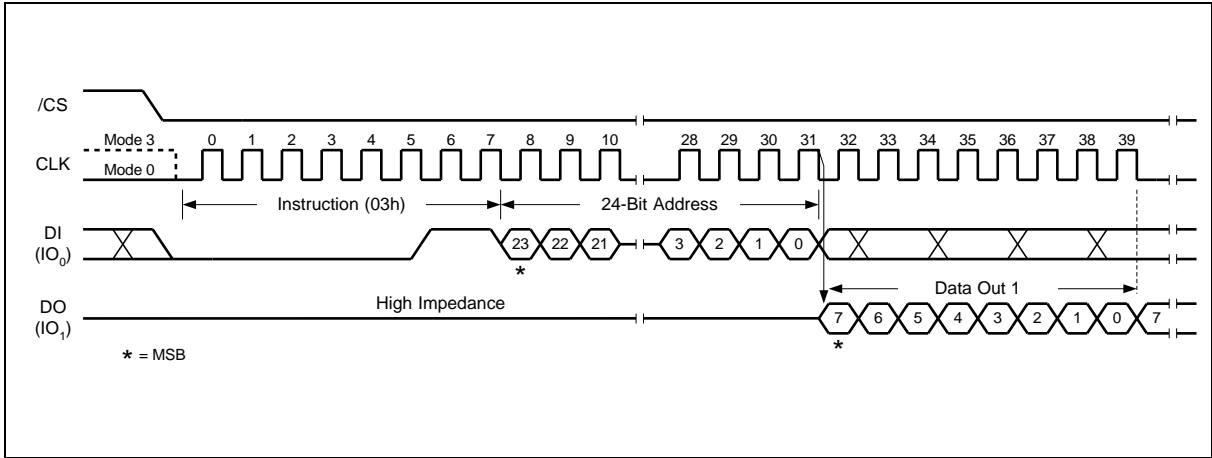 /CS
Mode 3 0 1 2 3 4 5 6 7 8 9 10 28 29 30 31 32 33 34 35 36 37 38 39
CLK
Mode 0
Instruction (03h) 24-Bit Address
DI
(IO0)
23 22 21 3 2 1 0
*
High Impedance
Data Out 1
DO
(IO1)
7 6 5 4 3 2 1 0 7
*
* = MSB